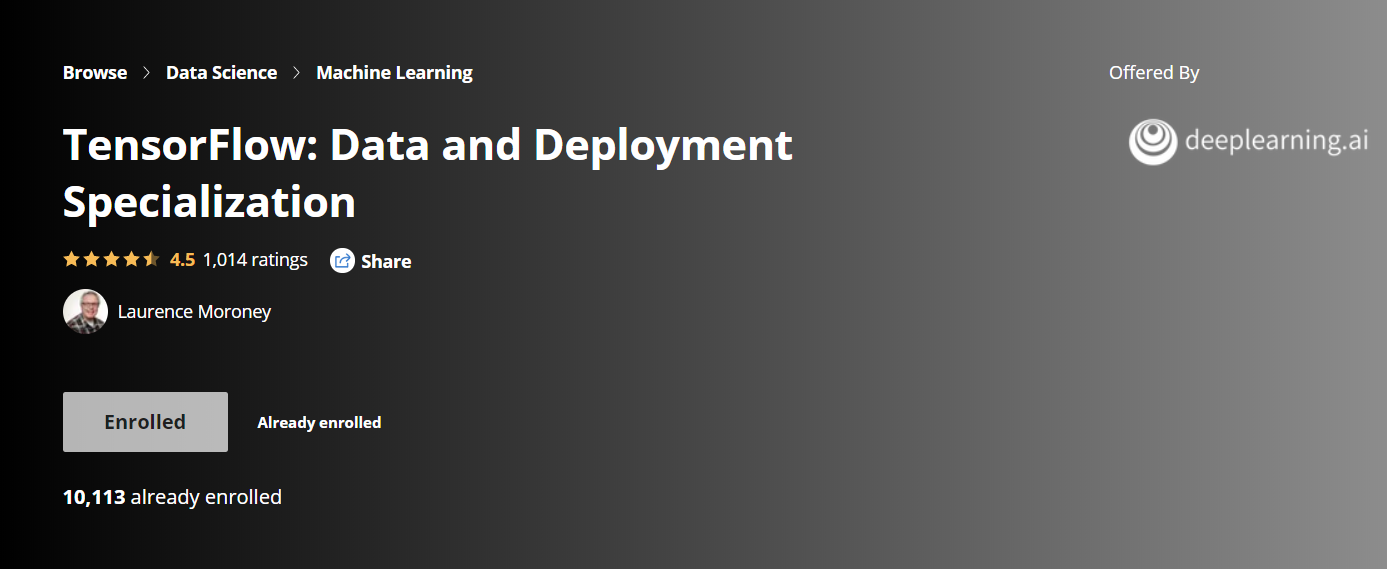 Browse > Data Science > Machine Learning
Offered By
deeplearning.ai
TensorFlow: Data and Deployment
Specialization
4.5 1,014 ratings Share
Laurence Moroney
Enrolled Already enrolled
10,113 already enrolled